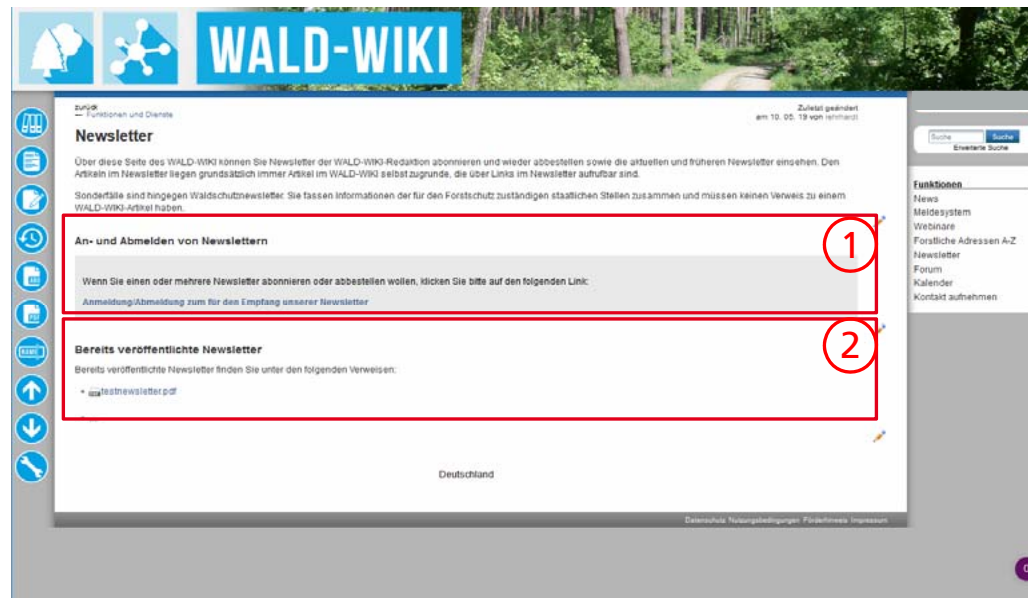 WALD-WIKI
zurück
Funktionen und Dienste
Zuletzt geändert
am 10. 05. 19 von lehnhardt
Newsletter
Über diese Seite des WALD-WIKI können Sie Newsletter der WALD-WIKI-Redaktion abonnieren und wieder abbestellen sowie die aktuellen und früheren Newsletter einsehen. Den
Artikeln im Newsletter liegen grundsätzlich immer Artikel im WALD-WIKI selbst zugrunde, die über Links im Newsletter aufrufbar sind.
Sonderfälle sind hingegen Waldschutznewsletter. Sie fassen Informationen der für den Forstschutz zuständigen staatlichen Stellen zusammen und müssen keinen Verweis zu einem
WALD-WIKI-Artikel haben.
1
An- und Abmelden von Newslettern
Wenn Sie einen oder mehrere Newsletter abonnieren oder abbestellen wollen, klicken Sie bitte auf den folgenden Link:
Anmeldung/Abmeldung zum für den Empfang unserer Newsletter
2
Bereits veröffentlichte Newsletter
Bereits veröffentlichte Newsletter finden Sie unter den folgenden Verweisen:
testnewsletter.pdf
Deutschland
Datenschutz Nutzungsbedingungen Förderhinweis Impressum
Suche Suche
Erweiterte Suche
Funktionen
News
Meldesystem
Webinare
Forstliche Adressen A-Z
Newsletter
Forum
Kalender
Kontakt aufnehmen
PDF
NAME